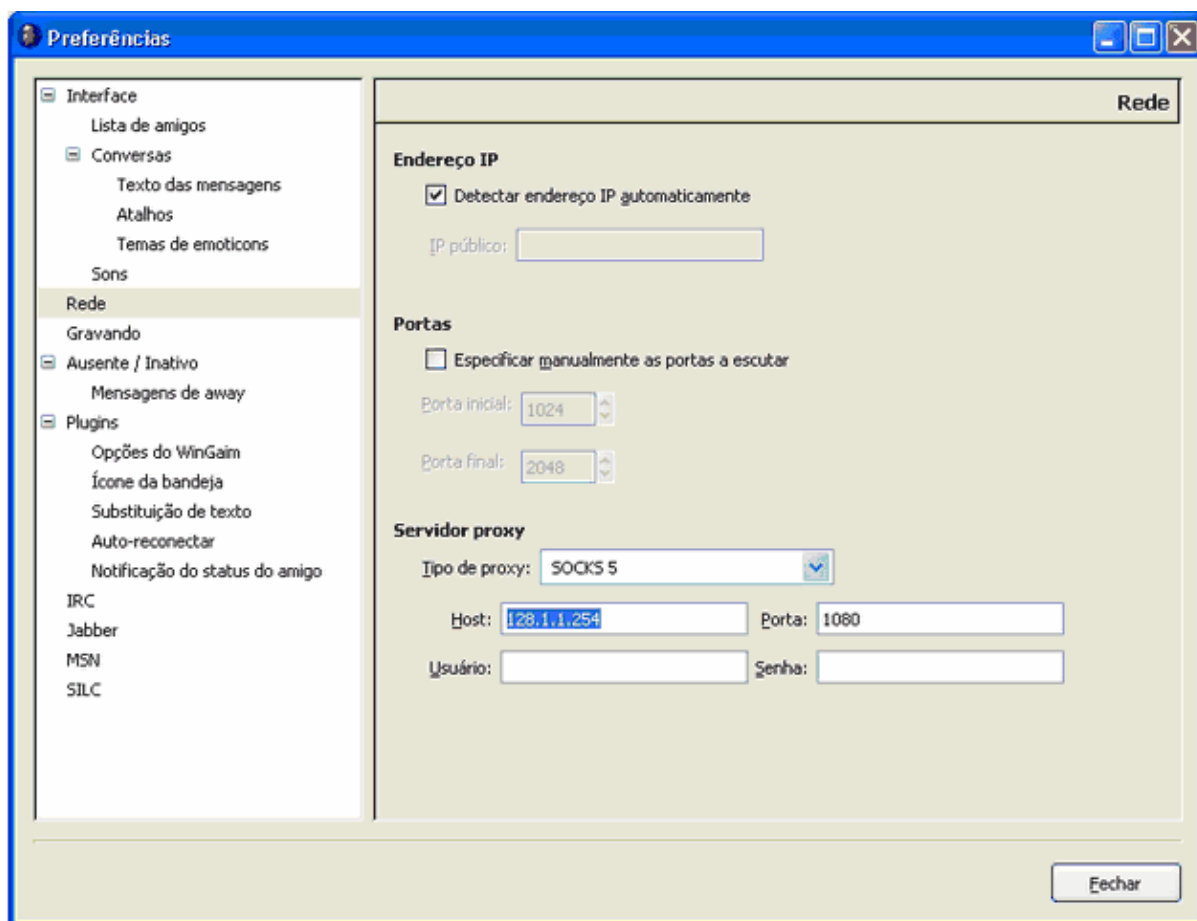 Preferências
Interface
Lista de amigos
Conversas
Texto das mensagens
Atalhos
Temas de emoticons
Sons
Rede
Gravando
Ausente / Inativo
Mensagens de away
Plugins
Opções do WinGaim
Ícone da bandeja
Substituição de texto
Auto-reconectar
Notificação do status do amigo
IRC
Jabber
MSN
SILC
Rede
Endereço IP
Detectar endereço IP automaticamente
IP público:
Portas
Especificar manualmente as portas a escutar
Porta inicial: 1024
Porta final: 2048
Servidor proxy
Tipo de proxy: SOCKS 5
Host: 128.1.1.254 Porta: 1080
Usuário: Senha:
Fechar